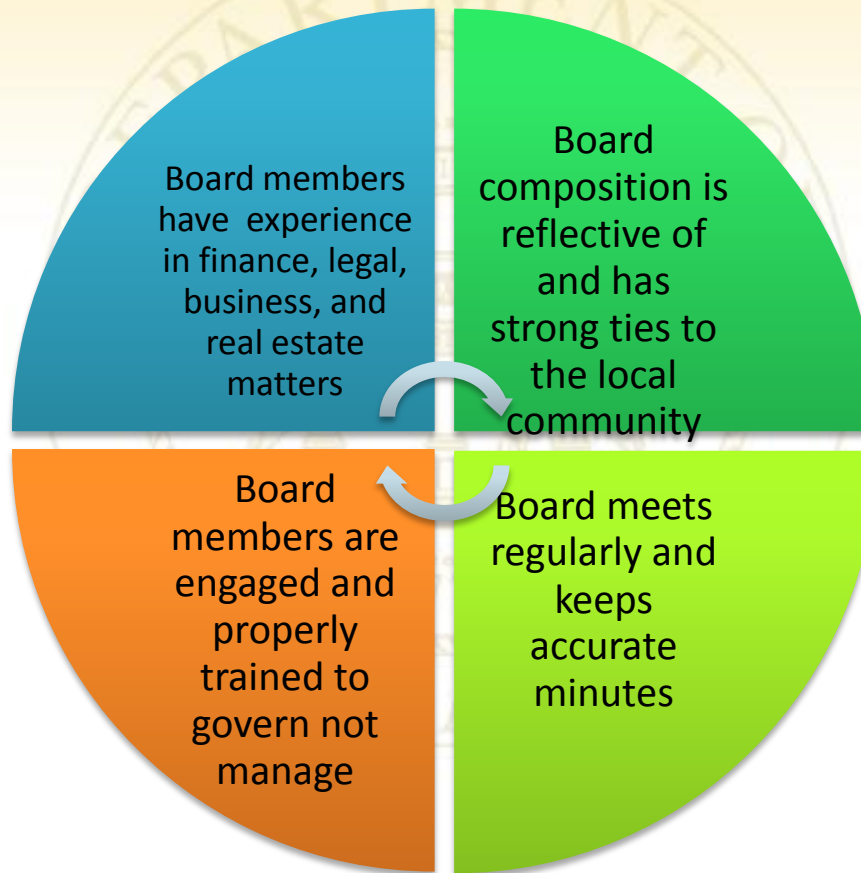 Board members
have experience
in finance, legal,
business, and
real estate
matters
Board
composition is
reflective of
and has
strong ties to
the local
community
Board
members are
engaged and
properly
trained to
govern not
manage
Board meets
regularly and
keeps
accurate
minutes